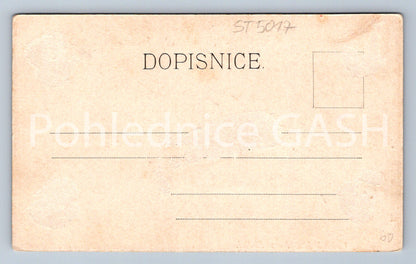 ST 5017
DOPISNICE.
Pohlednice GASH